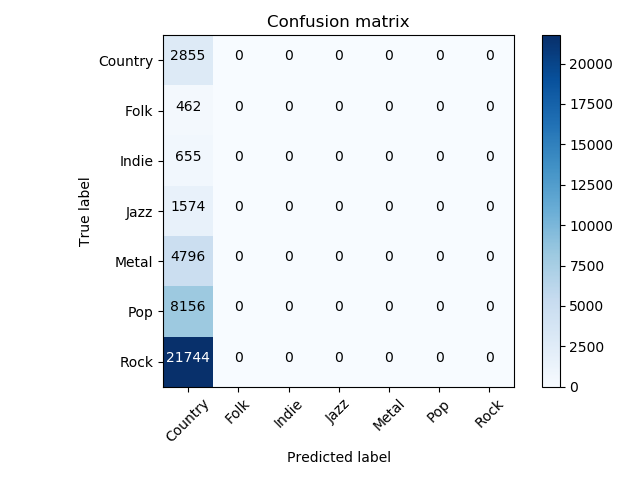 Confusion matrix
Country 2855 0 0 0 0 0 0
Folk 462 0 0 0 0 0 0
Indie 655 0 0 0 0 0 0
Jazz 1574 0 0 0 0 0 0
Metal 4796 0 0 0 0 0 0
Pop 8156 0 0 0 0 0 0
Rock 21744 0 0 0 0 0 0
Country Folk Indie Jazz Metal Pop Rock
True label
Predicted label
20000
17500
15000
12500
10000
7500
5000
2500
0